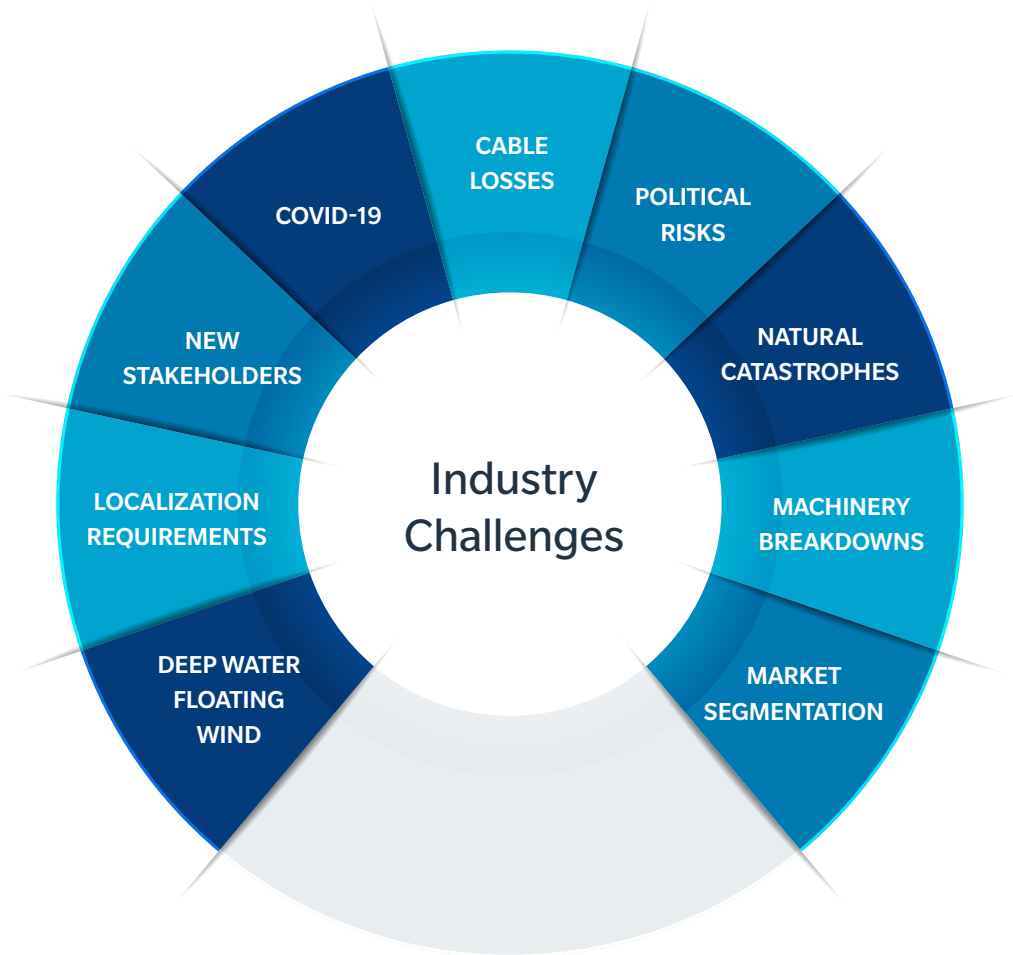 CABLE
LOSSES
POLITICAL
RISKS
NATURAL
CATASTROPHES
MACHINERY
BREAKDOWNS
MARKET
SEGMENTATION
DEEP WATER
FLOATING
WIND
LOCALIZATION
REQUIREMENTS
NEW
STAKEHOLDERS
COVID-19
Industry
Challenges